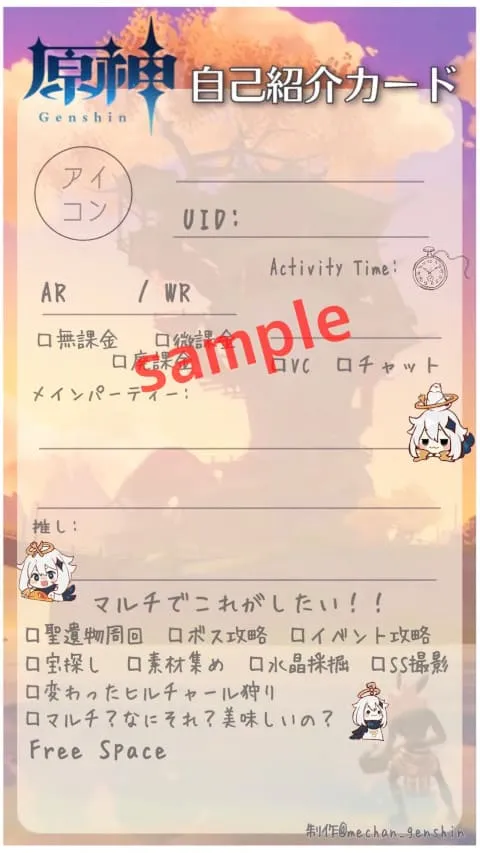 原神 自己紹介カード
Genshin
アイ
コン
UID:
Activity Time:
AR / WR
□無課金 □微課金
□廃課金 □VC □チャット
sample
メインパーティー:
推し:
マルチでこれがしたい！！
□聖遺物周回 □ボス攻略 □イベント攻略
□宝探し □素材集め □水晶採掘 □SS撮影
□変わったヒルチャール狩り
□マルチ？なにそれ？美味しいの？
Free Space
制作@mechan_genshin